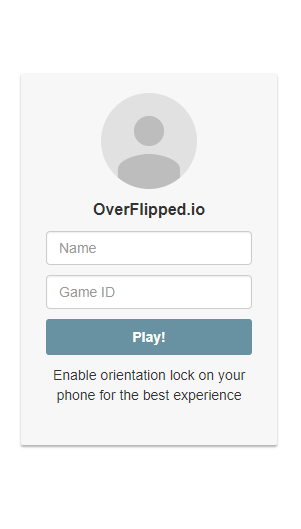 OverFlipped.io
Name
Game ID
Play!
Enable orientation lock on your
phone for the best experience